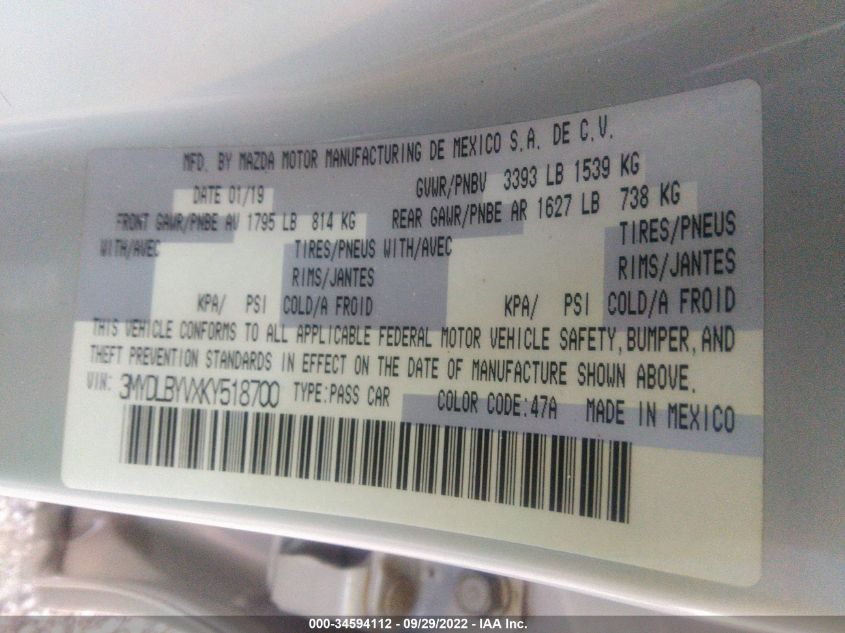 MFD. BY MAZDA MOTOR MANUFACTURING DE MEXICO S.A. DE C.V.
DATE 01/19 GVWR/PNBV 3393 LB 1539 KG
FRONT GAWR/PNBE AV 1795 LB 814 KG REAR GAWR/PNBE AR 1627 LB 738 KG
WITH/AVEC TIRES/PNEUS WITH/AVEC TIRES/PNEUS
RIMS/JANTES RIMS/JANTES
KPA/ PSI COLD/A FROID KPA/ PSI COLD/A FROID
THIS VEHICLE CONFORMS TO ALL APPLICABLE FEDERAL MOTOR VEHICLE SAFETY, BUMPER, AND
THEFT PREVENTION STANDARDS IN EFFECT ON THE DATE OF MANUFACTURE SHOWN ABOVE.
VIN: 3MYDLBYVXKY518700 TYPE:PASS CAR COLOR CODE:47A MADE IN MEXICO
000-34594112 - 09/29/2022 - IAA Inc.